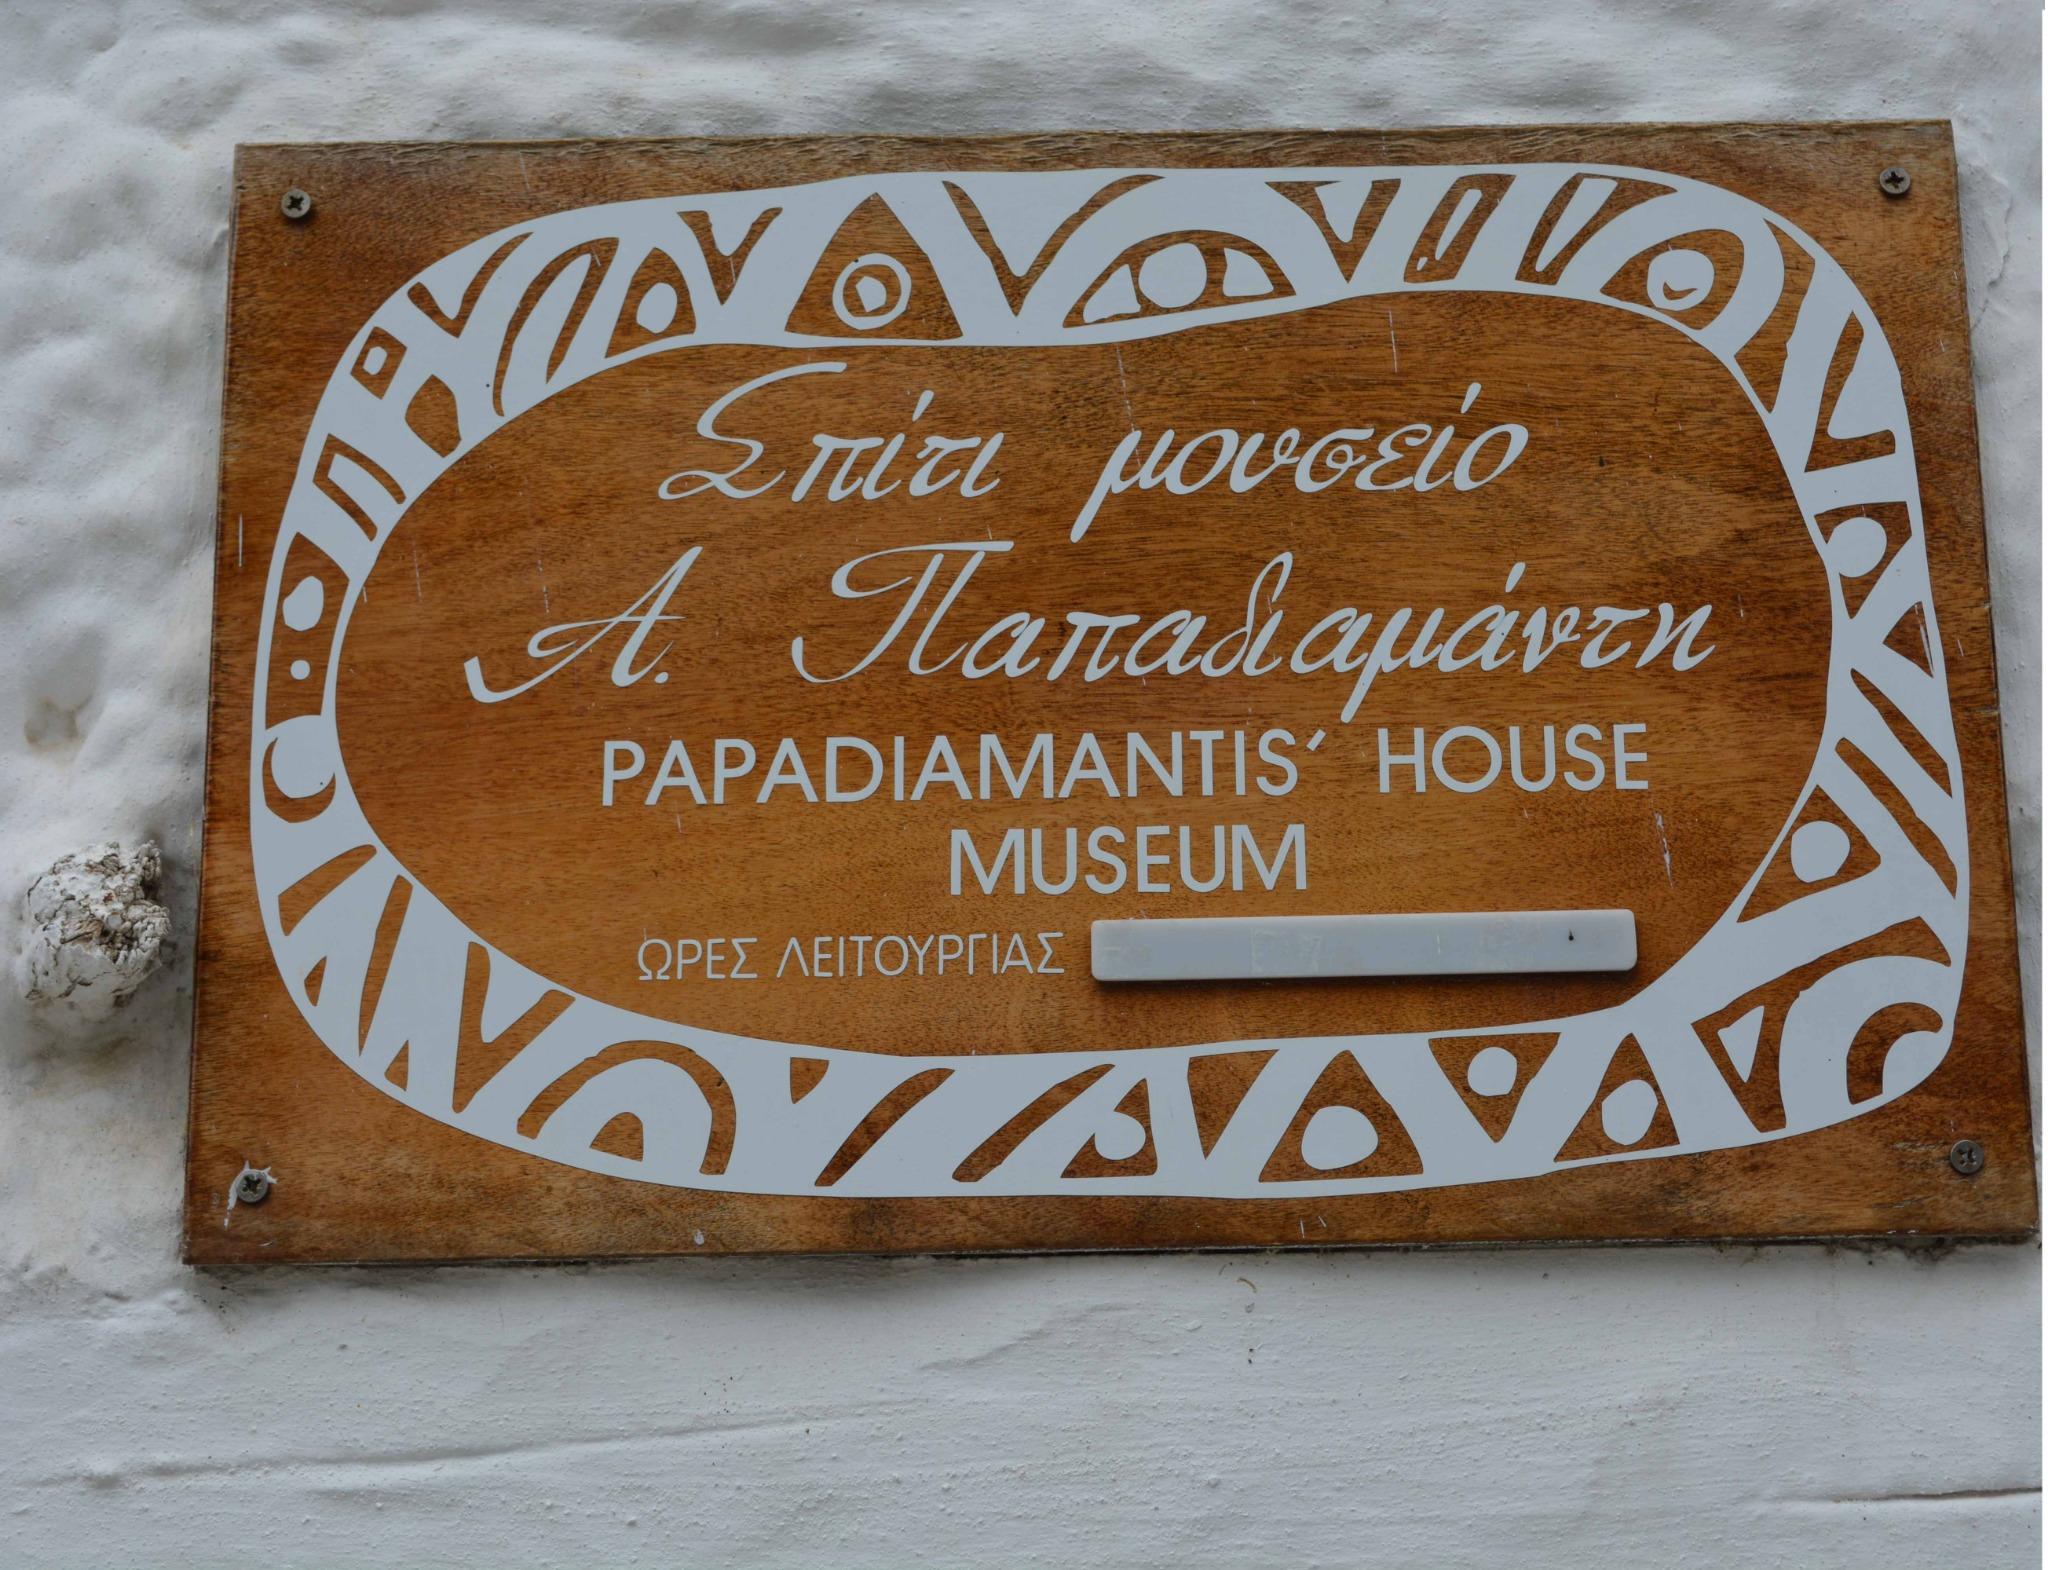 Σπίτι μουσείο
Α. Παπαδιαμάντη
PAPADIAMANTIS´ HOUSE
MUSEUM
ΩΡΕΣ ΛΕΙΤΟΥΡΓΙΑΣ